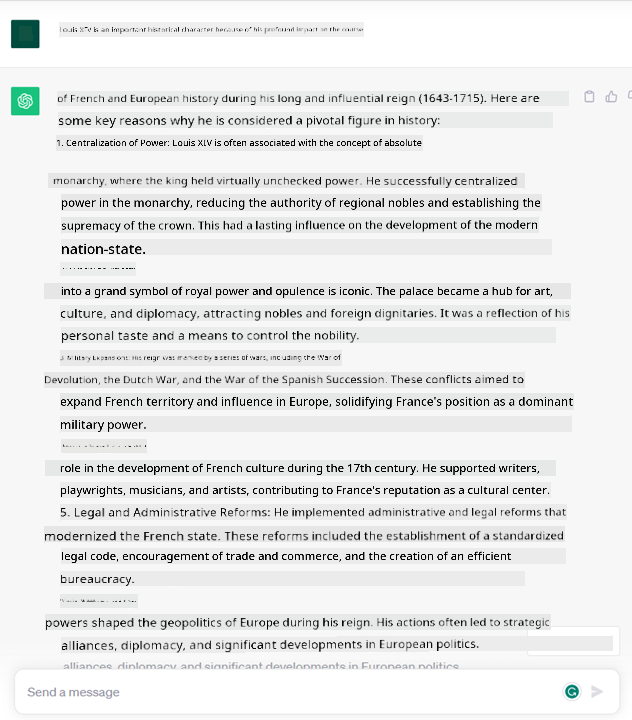 Louis XIV is an important historical character because of his profound impact on the course
of French and European history during his long and influential reign (1643-1715). Here are
some key reasons why he is considered a pivotal figure in history:
1. Centralization of Power: Louis XIV is often associated with the concept of absolute
monarchy, where the king held virtually unchecked power. He successfully centralized
power in the monarchy, reducing the authority of regional nobles and establishing the
supremacy of the crown. This had a lasting influence on the development of the modern
nation-state.
into a grand symbol of royal power and opulence is iconic. The palace became a hub for art,
culture, and diplomacy, attracting nobles and foreign dignitaries. It was a reflection of his
personal taste and a means to control the nobility.
3. Military Expansions: His reign was marked by a series of wars, including the War of
Devolution, the Dutch War, and the War of the Spanish Succession. These conflicts aimed to
expand French territory and influence in Europe, solidifying France's position as a dominant
military power.
role in the development of French culture during the 17th century. He supported writers,
playwrights, musicians, and artists, contributing to France's reputation as a cultural center.
5. Legal and Administrative Reforms: He implemented administrative and legal reforms that
modernized the French state. These reforms included the establishment of a standardized
legal code, encouragement of trade and commerce, and the creation of an efficient
bureaucracy.
powers shaped the geopolitics of Europe during his reign. His actions often led to strategic
alliances, diplomacy, and significant developments in European politics.
alliances, diplomacy, and significant developments in European politics.
Send a message